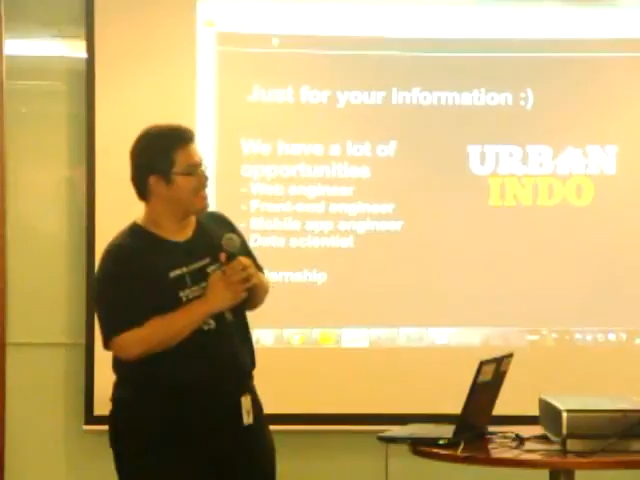 Just for your information :)
We have a lot of
opportunities
- Web engineer
- Front-end engineer
- Mobile app engineer
- Data scientist
URBAN
INDO